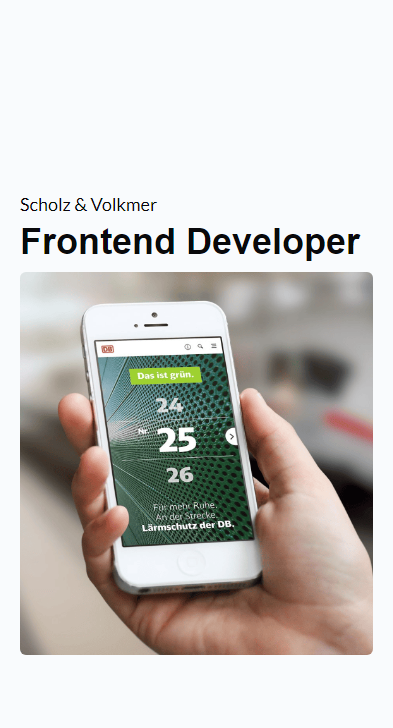 Scholz & Volkmer
Frontend Developer
DB
Das ist grün.
24
Nr. 25
26
Für mehr Ruhe.
An der Strecke.
Lärmschutz der DB.